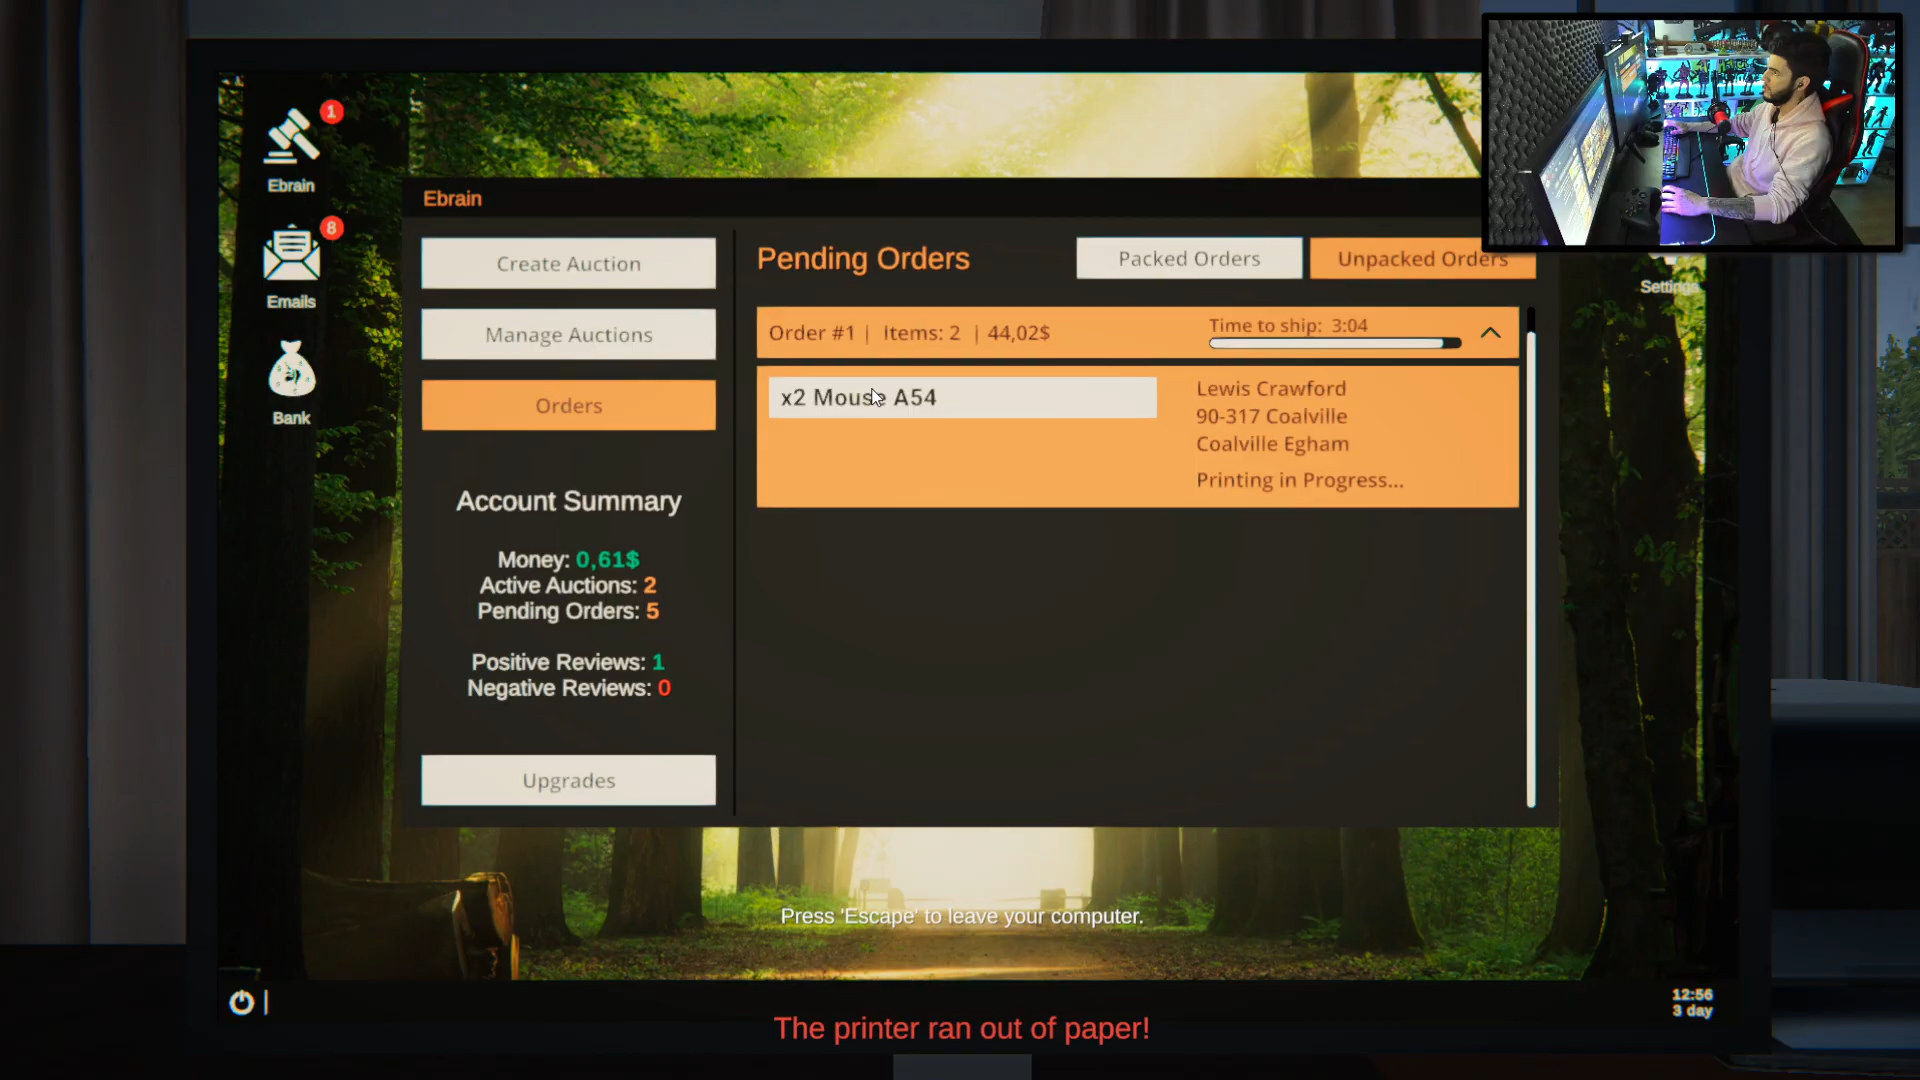 1
Ebrain
8
Emails
Bank
Ebrain
Create Auction
Manage Auctions
Orders
Account Summary
Money: 0,61$
Active Auctions: 2
Pending Orders: 5
Positive Reviews: 1
Negative Reviews: 0
Upgrades
Pending Orders
Packed Orders
Unpacked Orders
Order #1 | Items: 2 | 44,02$
Time to ship: 3:04
x2 Mouse A54
Lewis Crawford
90-317 Coalville
Coalville Egham
Printing in Progress...
Settings
Press 'Escape' to leave your computer.
12:56
3 day
The printer ran out of paper!